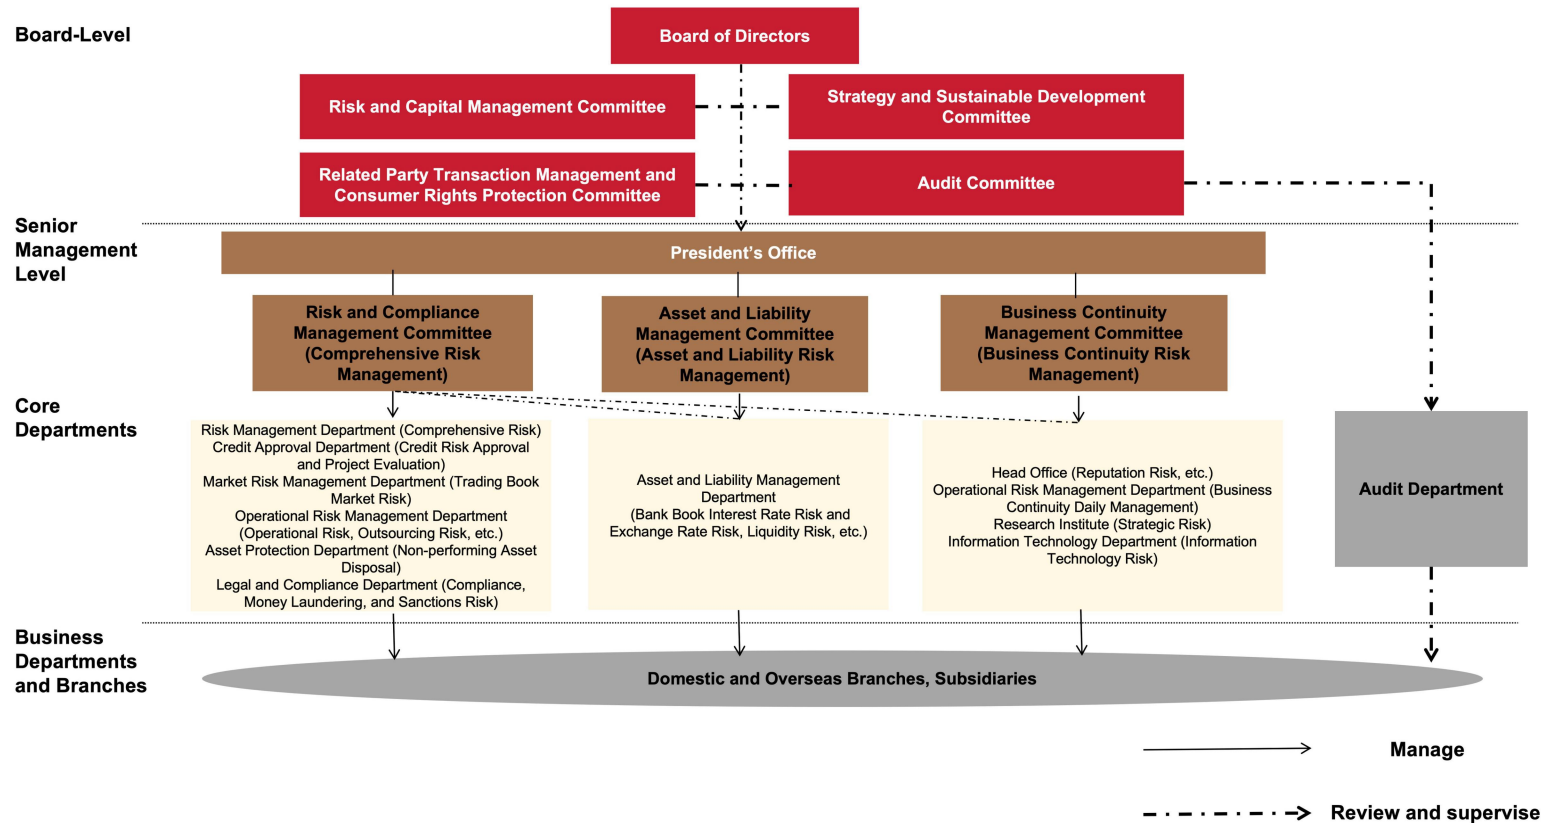 Board-Level
Board of Directors
Risk and Capital Management Committee
Strategy and Sustainable Development
Committee
Related Party Transaction Management and
Consumer Rights Protection Committee
Audit Committee
Senior
Management
Level
President’s Office
Risk and Compliance
Management Committee
(Comprehensive Risk
Management)
Asset and Liability
Management Committee
(Asset and Liability Risk
Management)
Business Continuity
Management Committee
(Business Continuity Risk
Management)
Core
Departments
Risk Management Department (Comprehensive Risk)
Credit Approval Department (Credit Risk Approval
and Project Evaluation)
Market Risk Management Department (Trading Book
Market Risk)
Operational Risk Management Department
(Operational Risk, Outsourcing Risk, etc.)
Asset Protection Department (Non-performing Asset
Disposal)
Legal and Compliance Department (Compliance,
Money Laundering, and Sanctions Risk)
Asset and Liability Management
Department
(Bank Book Interest Rate Risk and
Exchange Rate Risk, Liquidity Risk, etc.)
Head Office (Reputation Risk, etc.)
Operational Risk Management Department (Business
Continuity Daily Management)
Research Institute (Strategic Risk)
Information Technology Department (Information
Technology Risk)
Audit Department
Business
Departments
and Branches
Domestic and Overseas Branches, Subsidiaries
Manage
Review and supervise